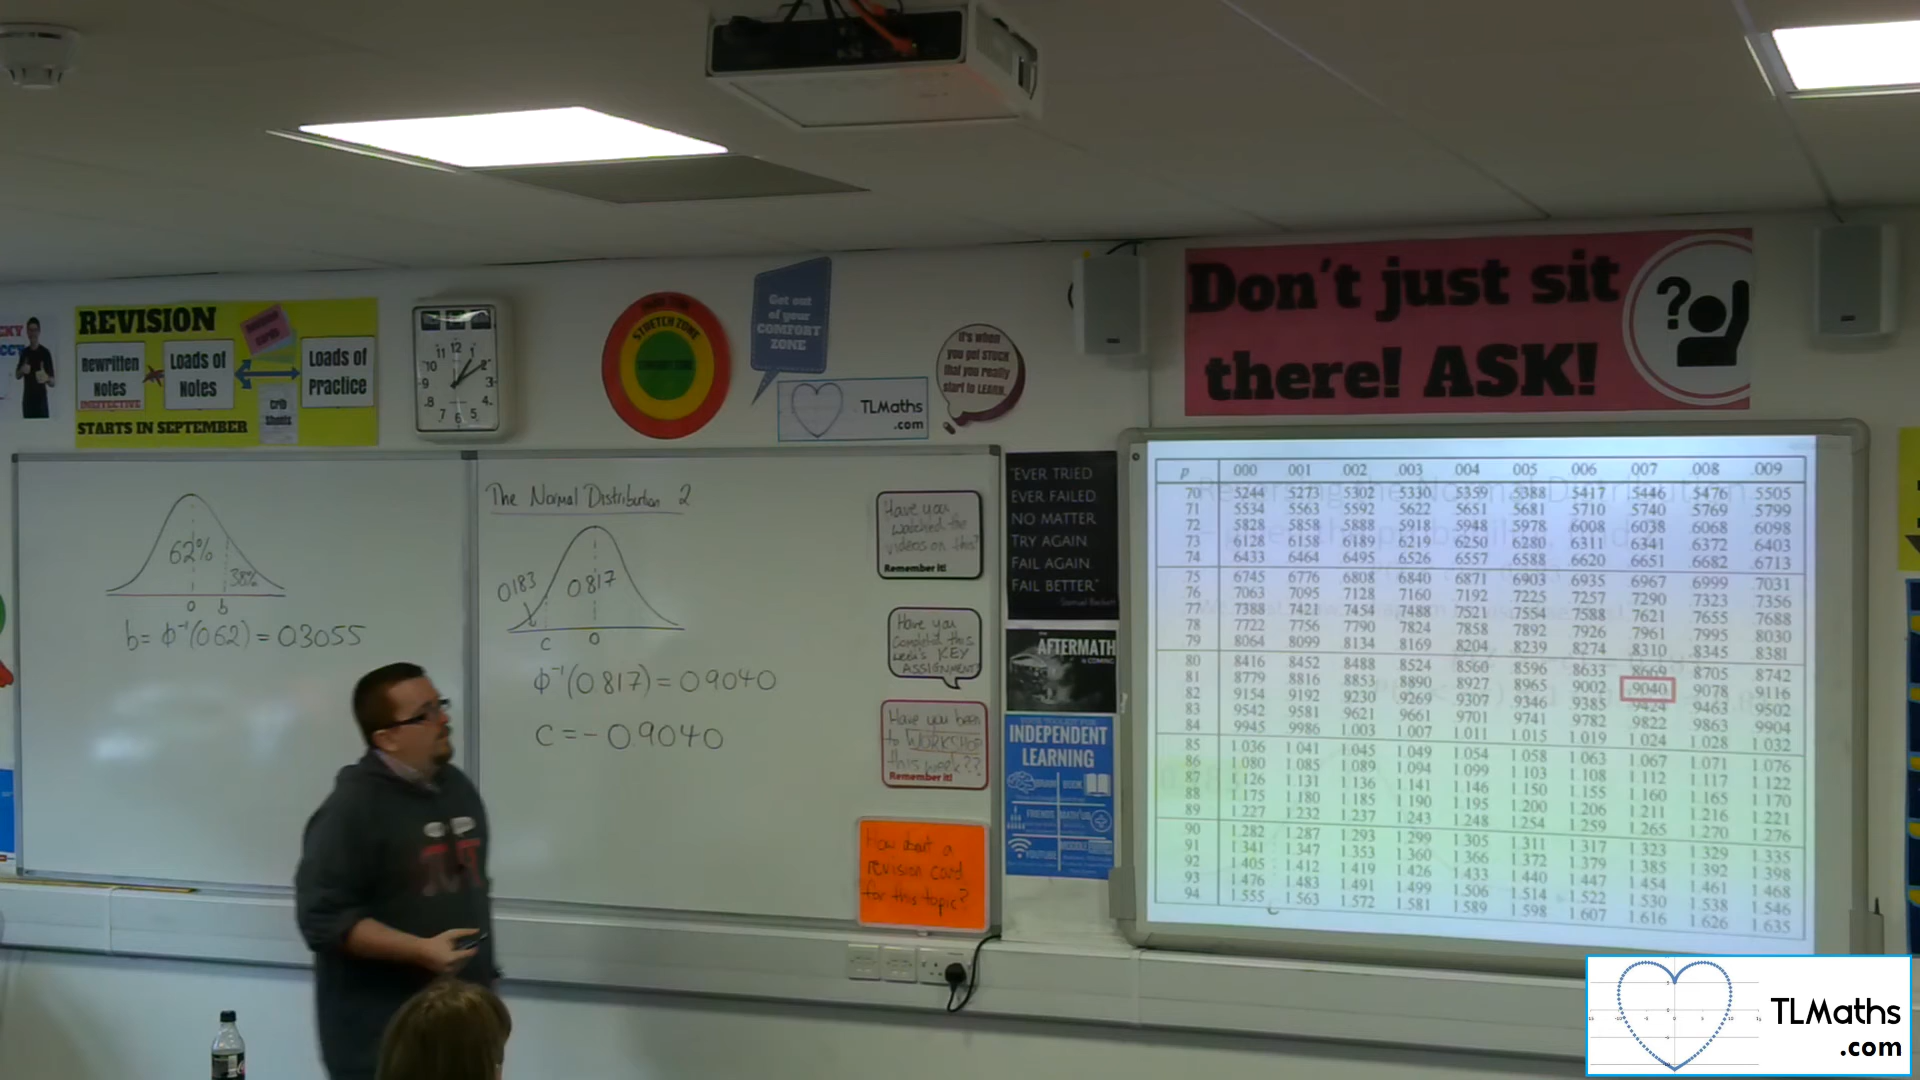 REVISION
Rewritten Notes
INEFFECTIVE
Loads of Notes
Loads of Practice
Crib Sheets
STARTS IN SEPTEMBER
STRETCH ZONE
Get out of your COMFORT ZONE
TLMaths
.com
It's when you get STUCK that you really start to LEARN.
Don't just sit
there! ASK!
62%
38%
0 b
b = Φ⁻¹(0.62) = 0.3055
The Normal Distribution 2
0.183
0.817
c 0
Φ⁻¹(0.817) = 0.9040
c = - 0.9040
Have you watched the videos on this?
Remember it!
Have you completed this week's KEY ASSIGNMENT?
Have you been to WORKSHOP this week??
Remember it!
How about a revision card for this topic?
"EVER TRIED
EVER FAILED
NO MATTER
TRY AGAIN
FAIL AGAIN
FAIL BETTER"
Samuel Beckett
AFTERMATH
IS COMING
INDEPENDENT
LEARNING
p 000 001 002 .003 004 005 006 007 .008 .009
70 5244 5273 5302 5330 5359 5388 5417 .5446 5476 5505
71 5534 5563 5592 5622 5651 5681 5710 5740 5769 5799
72 5828 5858 5888 5918 5948 5978 6008 6038 6068 6098
73 6128 6158 6189 6219 6250 6280 6311 6341 6372 6403
74 6433 6464 6495 6526 6557 6588 6620 6651 6682 6713
75 6745 6776 6808 6840 6871 6903 6935 6967 6999 .7031
76 7063 7095 7128 7160 7192 7225 7257 7290 7323 7356
77 7388 7421 7454 7488 7521 7554 7588 7621 7655 7688
78 7722 7756 7790 7824 7858 7892 7926 7961 7995 8030
79 8064 8099 8134 8169 8204 8239 8274 8310 8345 8381
80 8416 8452 8488 8524 8560 8596 8633 8669 8705 8742
81 8779 8816 8853 8890 8927 8965 9002 .9040 9078 9116
82 9154 9192 9230 9269 9307 9346 9385 9424 9463 9502
83 9542 9581 9621 9661 9701 9741 9782 9822 9863 9904
84 9945 9986 1.003 1.007 1.011 1.015 1.019 1.024 1.028 1.032
85 1.036 1.041 1.045 1.049 1.054 1.058 1.063 1.067 1.071 1.076
86 1.080 1.085 1.089 1.094 1.099 1.103 1.108 1.112 1.117 1.122
87 1.126 1.131 1.136 1.141 1.146 1.150 1.155 1.160 1.165 1.170
88 1.175 1.180 1.185 1.190 1.195 1.200 1.206 1.211 1.216 1.221
89 1.227 1.232 1.237 1.243 1.248 1.254 1.259 1.265 1.270 1.276
90 1.282 1.287 1.293 1.299 1.305 1.311 1.317 1.323 1.329 1.335
91 1.341 1.347 1.353 1.360 1.366 1.372 1.379 1.385 1.392 1.398
92 1.405 1.412 1.419 1.426 1.433 1.440 1.447 1.454 1.461 1.468
93 1.476 1.483 1.491 1.499 1.506 1.514 1.522 1.530 1.538 1.546
94 1.555 1.563 1.572 1.581 1.589 1.598 1.607 1.616 1.626 1.635
TLMaths
.com